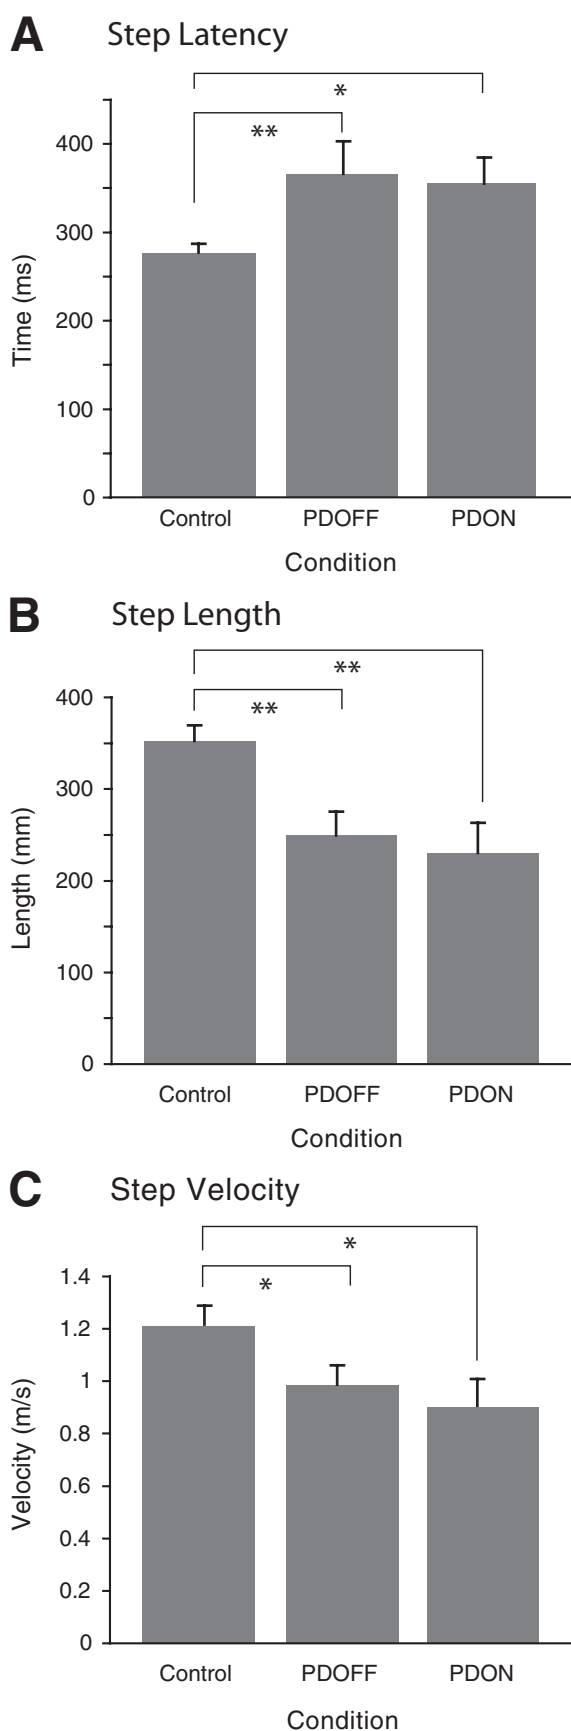 A Step Latency
*
**
400
300
200
100
0
Time (ms)
Control PDOFF PDON
Condition
B Step Length
**
**
400
300
200
100
0
Length (mm)
Control PDOFF PDON
Condition
C Step Velocity
*
*
1.4
1.2
1
0.8
0.6
0.4
0.2
0
Velocity (m/s)
Control PDOFF PDON
Condition